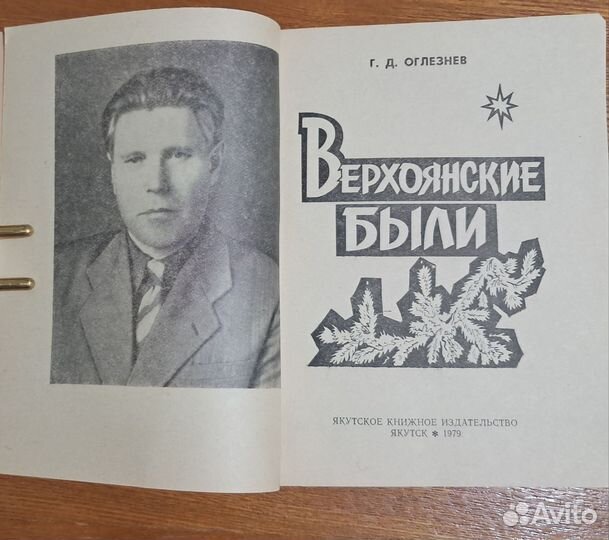 Г. Д. ОГЛЕЗНЕВ
ВЕРХОЯНСКИЕ
БЫЛИ
ЯКУТСКОЕ КНИЖНОЕ ИЗДАТЕЛЬСТВО
ЯКУТСК * 1979
Avito